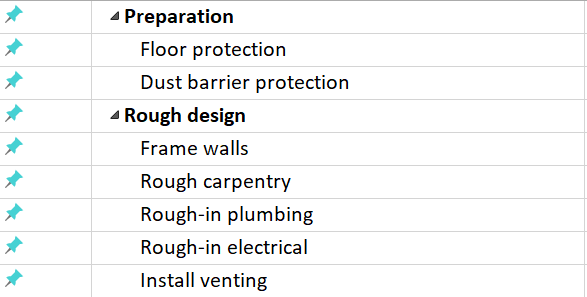 Preparation
Floor protection
Dust barrier protection
Rough design
Frame walls
Rough carpentry
Rough-in plumbing
Rough-in electrical
Install venting